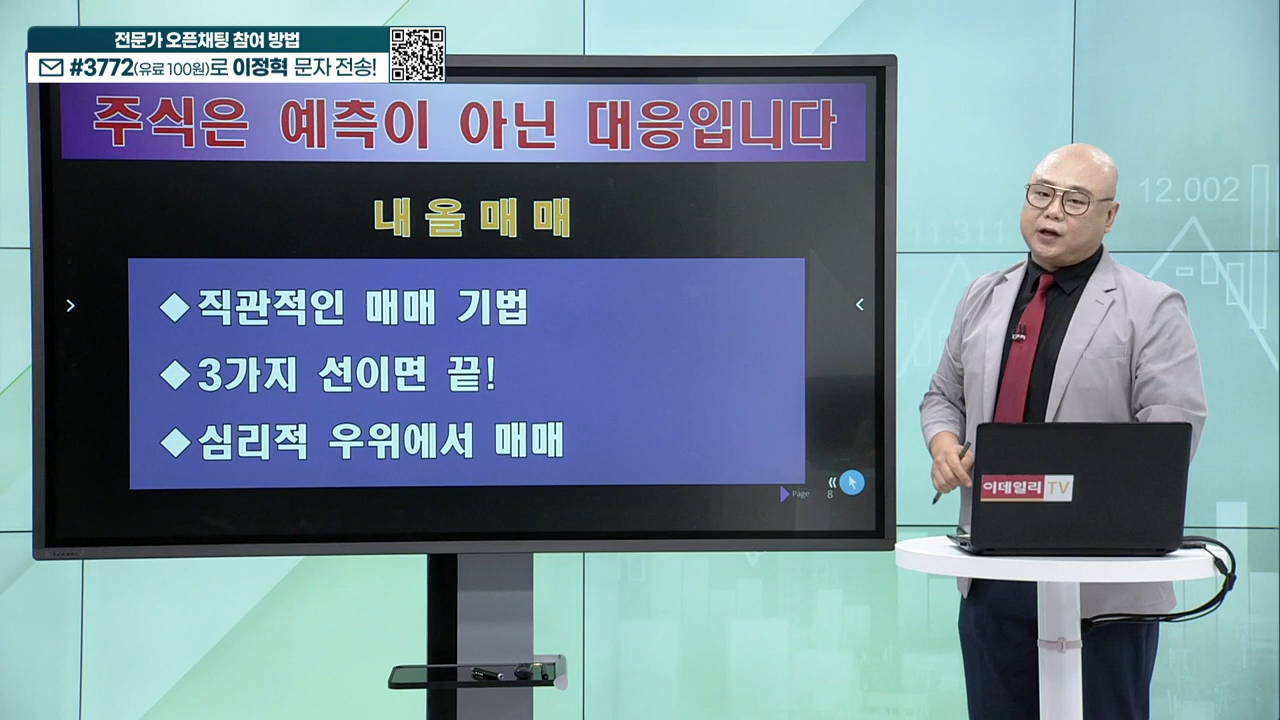 전문가 오픈채팅 참여 방법
#3772(유료 100원)로 이정혁 문자 전송!
주식은 예측이 아닌 대응입니다
내올매매
◆직관적인 매매 기법
◆3가지 선이면 끝!
◆심리적 우위에서 매매
Page 8
이데일리TV
12.002
11.311